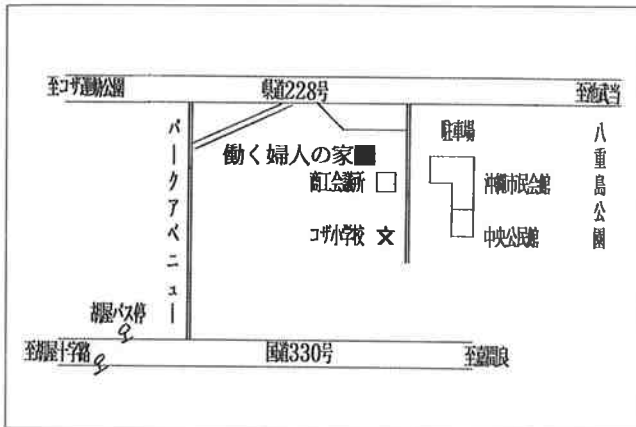 至コザ運動公園
県道228号
至池武当
パークアベニュー
駐車場
八重島公園
働く婦人の家
商工会議所
沖縄市民会館
コザ小学校
中央公民館
胡屋バス停
至胡屋十字路
国道330号
至室川